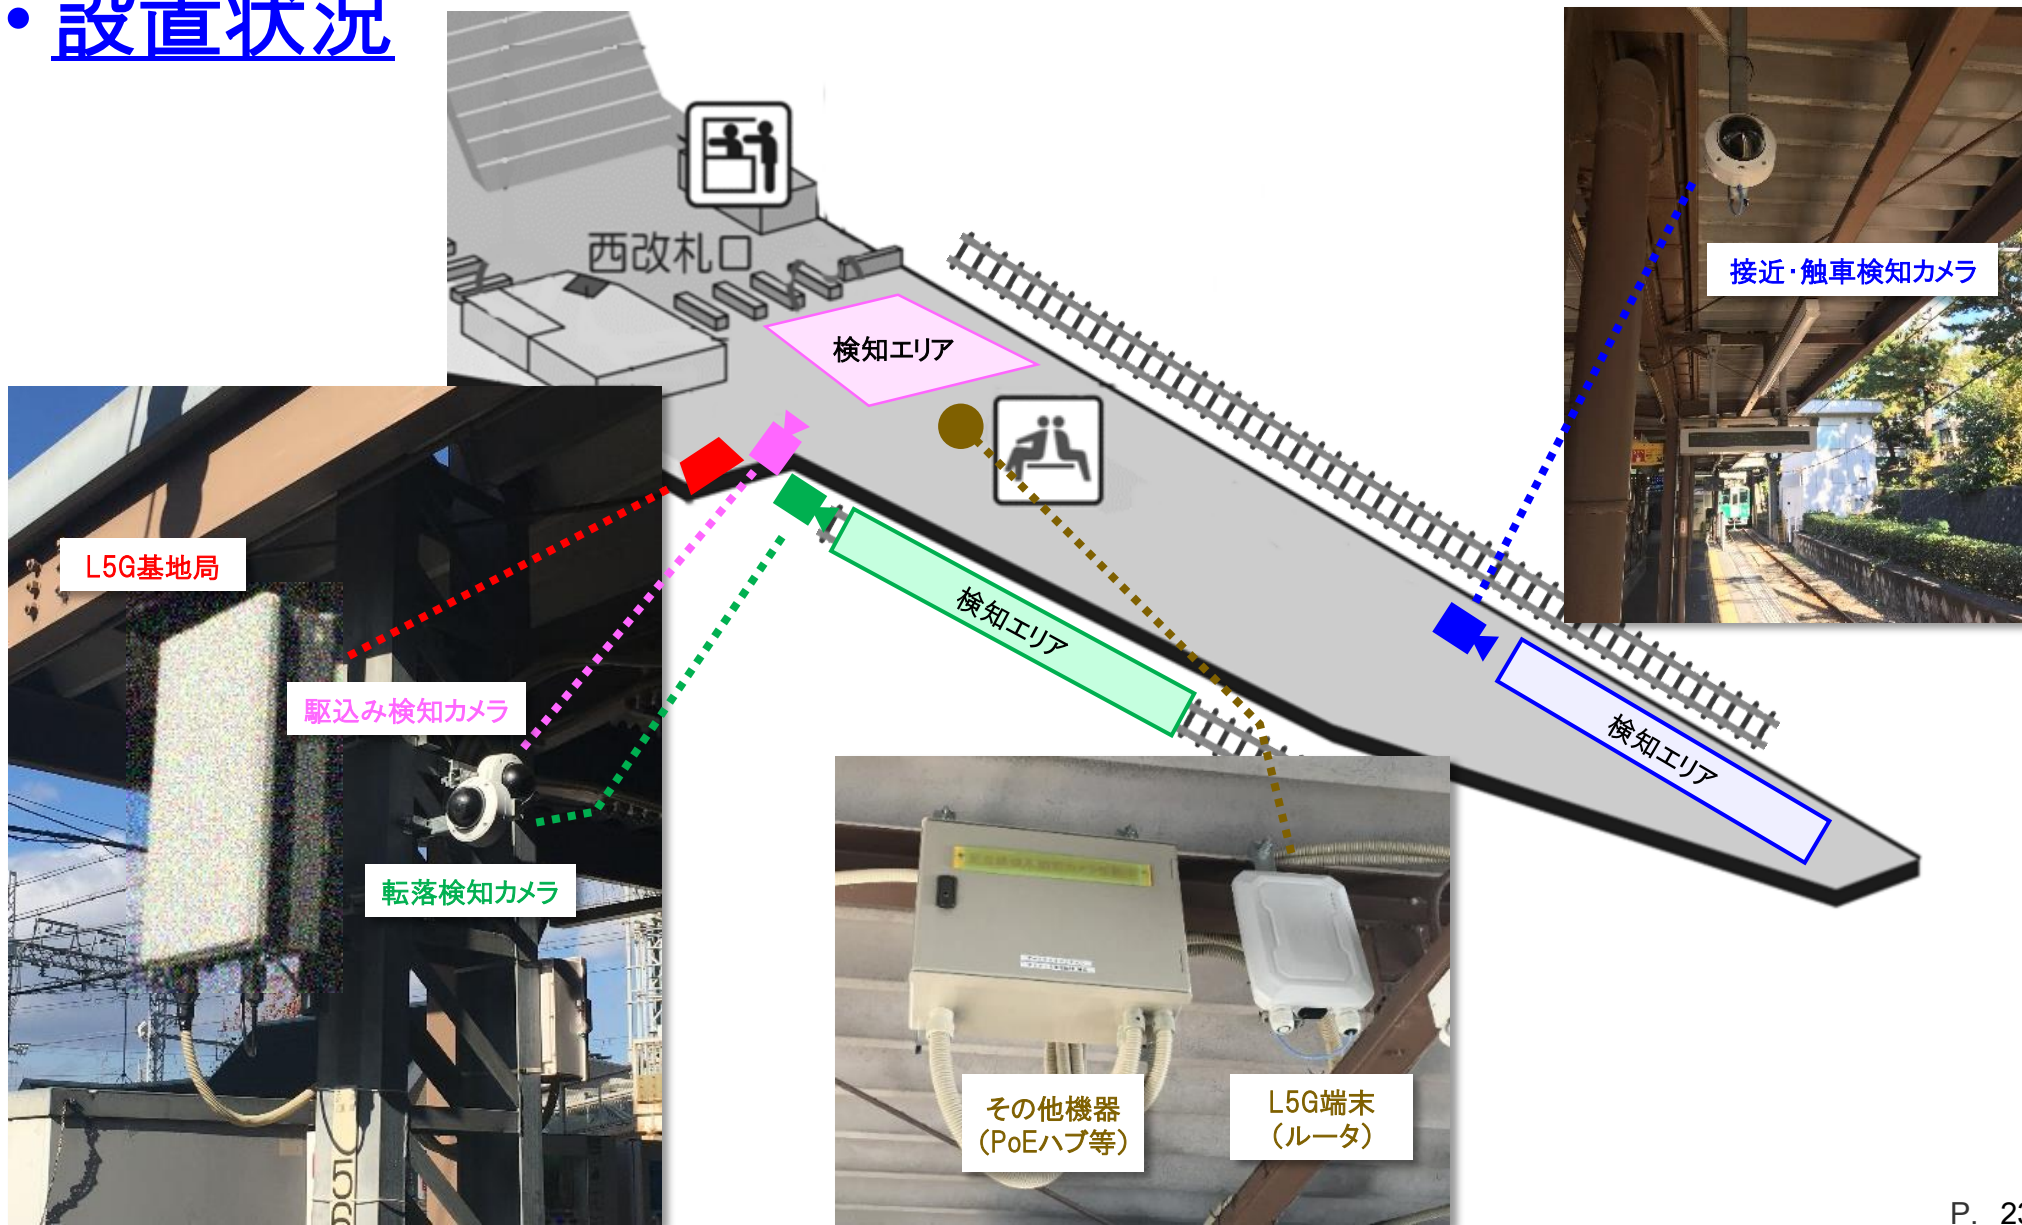 ・設置状況
西改札口
接近・触車検知カメラ
検知エリア
L5G基地局
検知エリア
駆込み検知カメラ
検知エリア
転落検知カメラ
その他機器
(PoEハブ等)
L5G端末
(ルータ)
P. 23